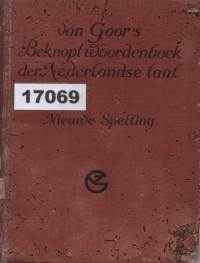 van Goor's
Beknopt woordenboek
der Nederlandse taal
17069
Nieuwe Spelling